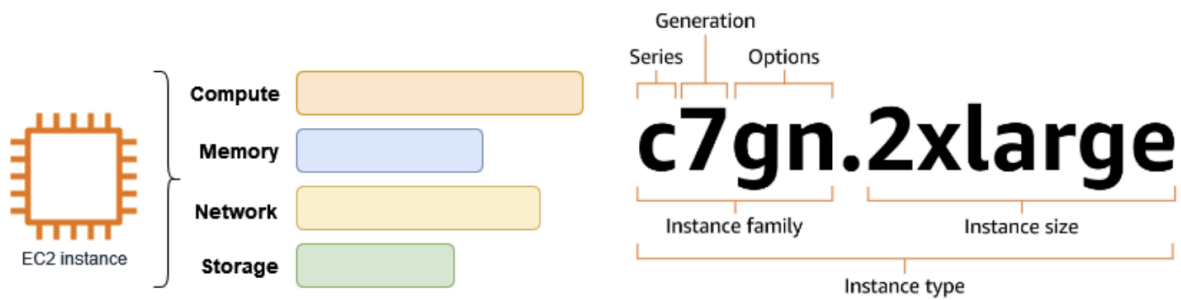 Compute
Memory
Network
Storage
EC2 instance
Generation
Series
Options
c7gn.2xlarge
Instance family
Instance size
Instance type